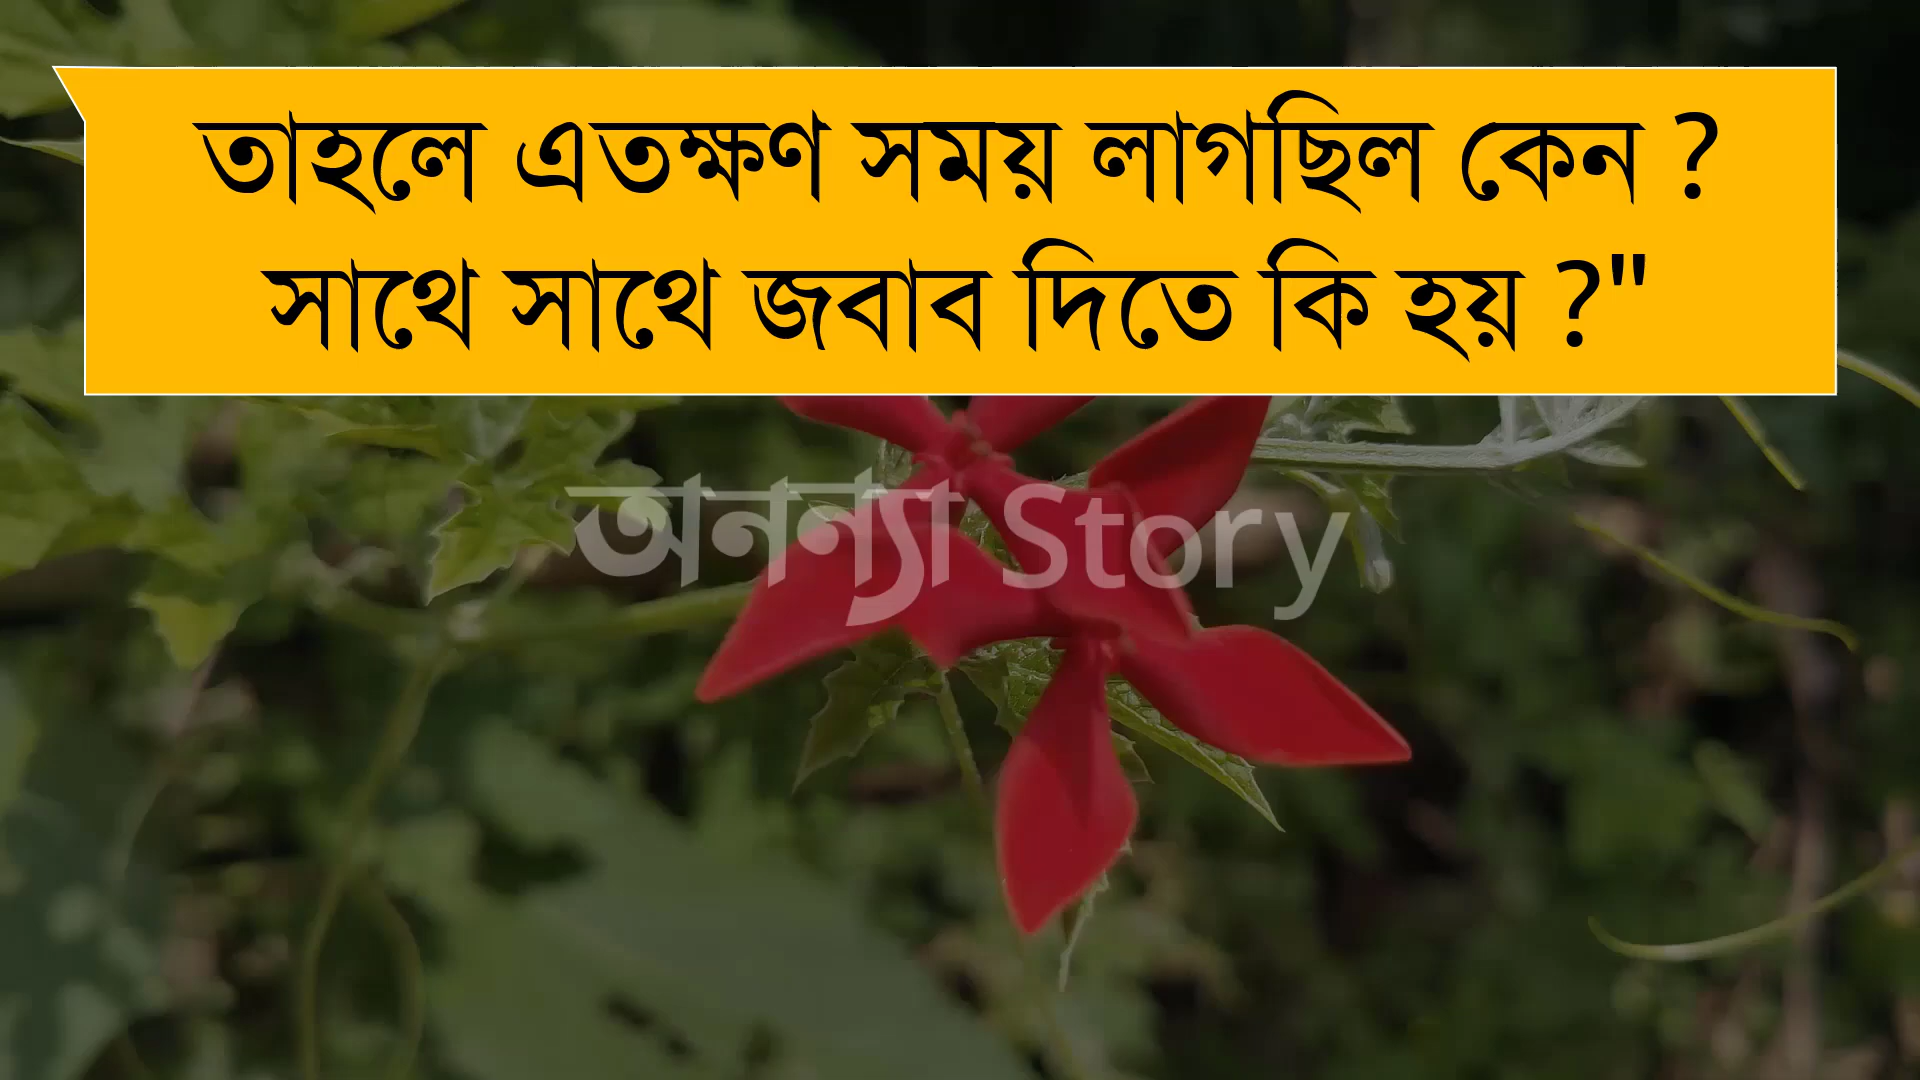 তাহলে এতক্ষণ সময় লাগছিল কেন ?
সাথে সাথে জবাব দিতে কি হয় ?"
অনন্যা Story